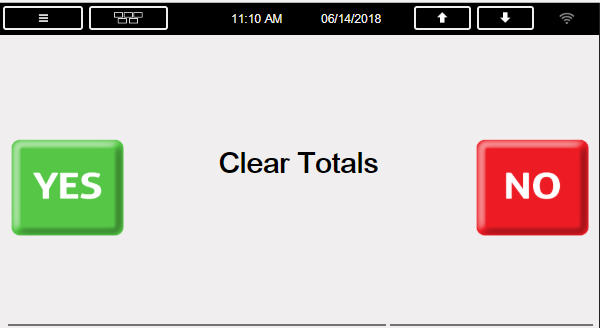 11:10 AM 06/14/2018
Clear Totals
YES NO